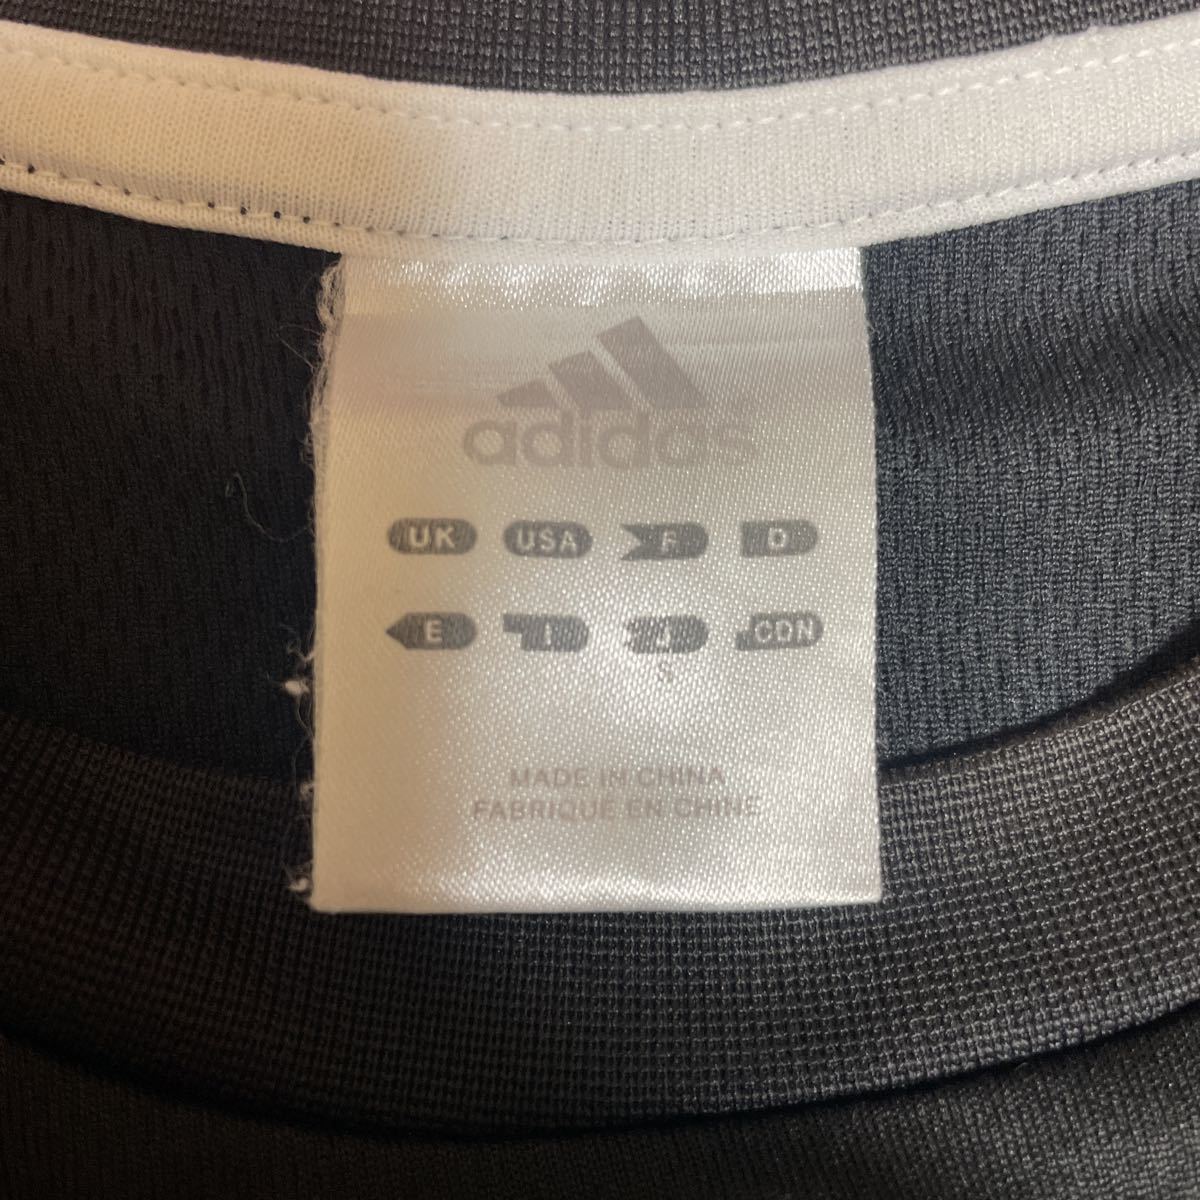 adidas
UK USA F D
E I J CDN
S
MADE IN CHINA
FABRIQUE EN CHINE